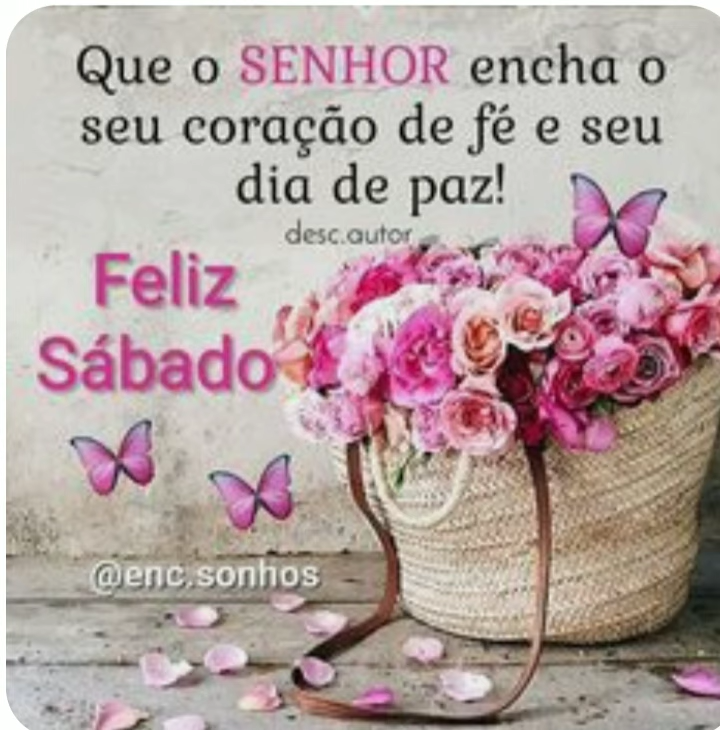 Que o SENHOR encha o
seu coração de fé e seu
dia de paz!
desc.autor
Feliz
Sábado
@enc.sonhos